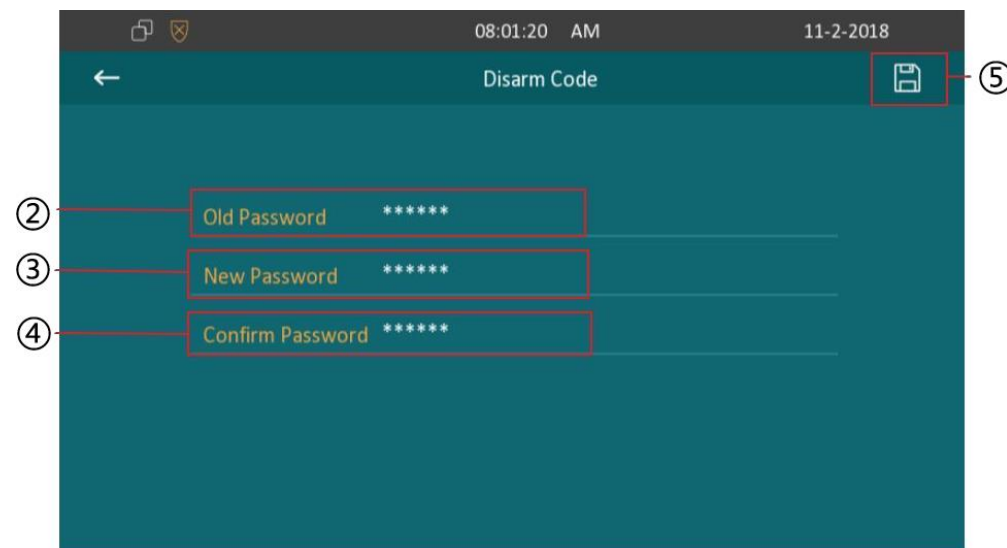 08:01:20 AM 11-2-2018
Disarm Code ⑤
② Old Password ******
③ New Password ******
④ Confirm Password ******